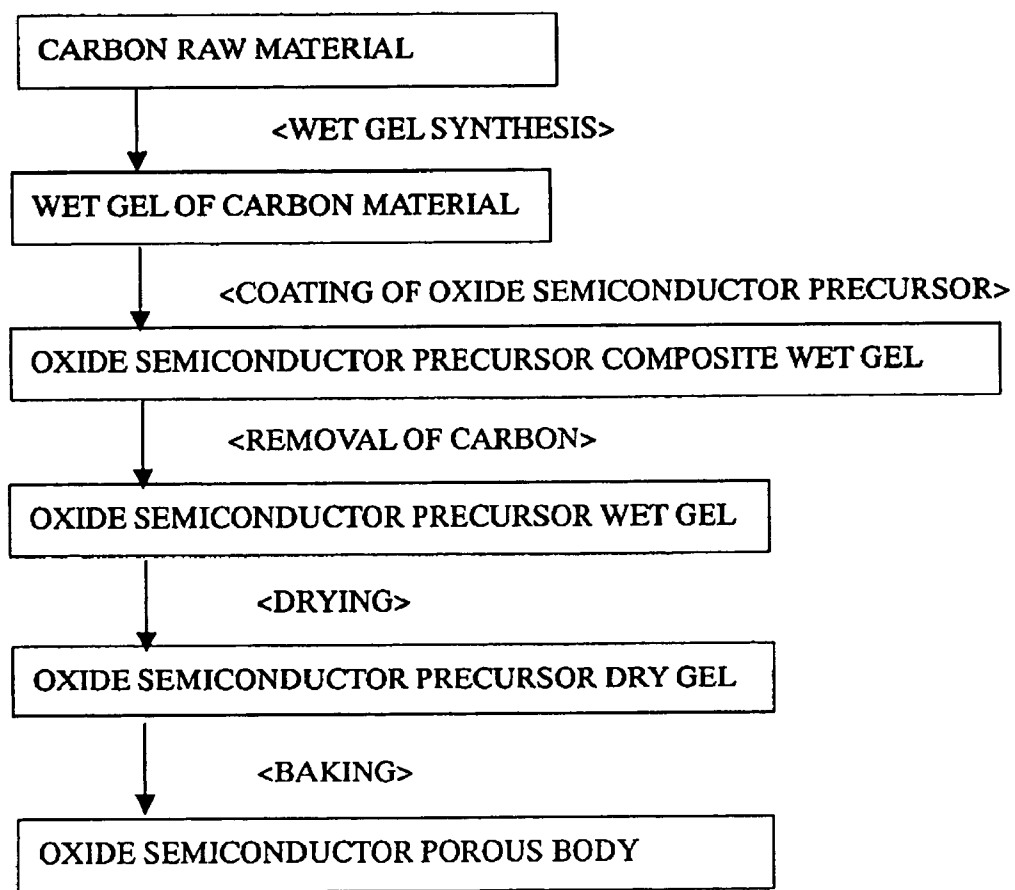 CARBON RAW MATERIAL
<WET GEL SYNTHESIS>
WET GEL OF CARBON MATERIAL
<COATING OF OXIDE SEMICONDUCTOR PRECURSOR>
OXIDE SEMICONDUCTOR PRECURSOR COMPOSITE WET GEL
<REMOVAL OF CARBON>
OXIDE SEMICONDUCTOR PRECURSOR WET GEL
<DRYING>
OXIDE SEMICONDUCTOR PRECURSOR DRY GEL
<BAKING>
OXIDE SEMICONDUCTOR POROUS BODY